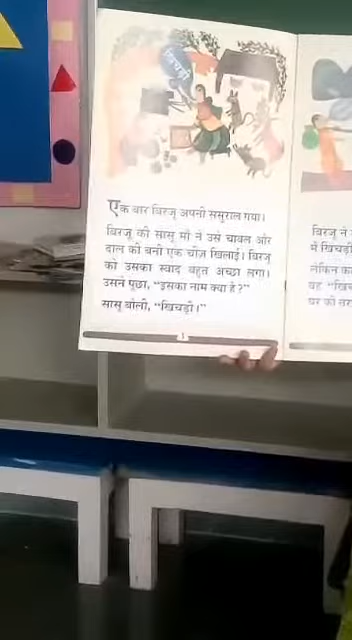 खिचड़ी
एक बार बिरजू अपनी ससुराल गया।
बिरजू की सासू माँ ने उसे चावल और
दाल की बनी एक चीज़ खिलाई। बिरजू
को उसका स्वाद बहुत अच्छा लगा।
उसने पूछा, "इसका नाम क्या है?"
सासू बोली, "खिचड़ी।"
बिरजू ने
में खिचड़ी
लेकिन
वह
घर को